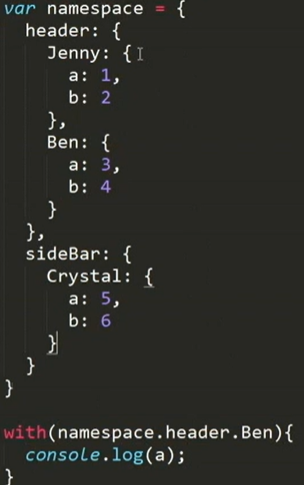 var namespace = {
  header: {
    Jenny: {
      a: 1,
      b: 2
    },
    Ben: {
      a: 3,
      b: 4
    }
  },
  sideBar: {
    Crystal: {
      a: 5,
      b: 6
    }
  }
}

with(namespace.header.Ben){
  console.log(a);
}